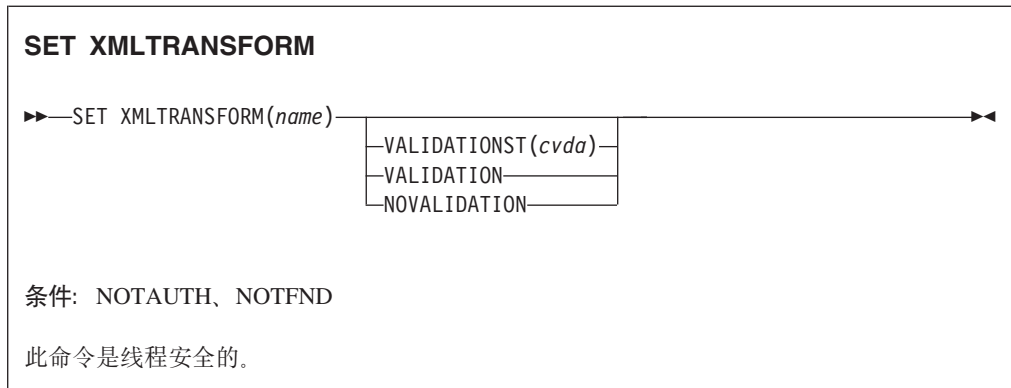 SET XMLTRANSFORM
►►—SET XMLTRANSFORM(name)—►◄
VALIDATIONST(cvda)
VALIDATION
NOVALIDATION
条件: NOTAUTH、NOTFND
此命令是线程安全的。